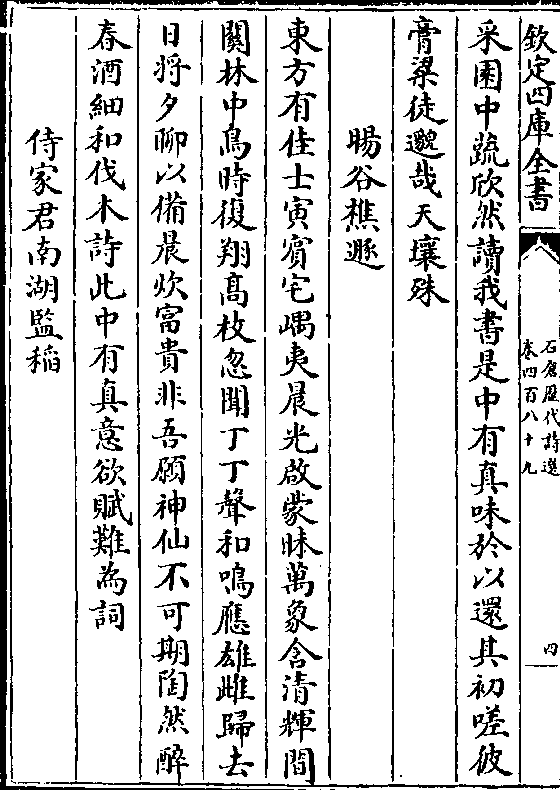 欽定四庫全書
石倉歷代詩選
卷四百八十九
四
采園中蔬欣然讀我書是中有真味於以還其初嗟彼
膏粱徒邈哉天壤殊
暘谷樵遯
東方有佳士寅賓宅嵎夷晨光啟蒙昧萬象含清輝間
關林中鳥時復翔高枝忽聞丁丁聲和鳴應雄雌歸去
日將夕聊以備晨炊富貴非吾願神仙不可期陶然醉
春酒細和伐木詩此中有真意欲賦難為詞
侍家君南湖監稻